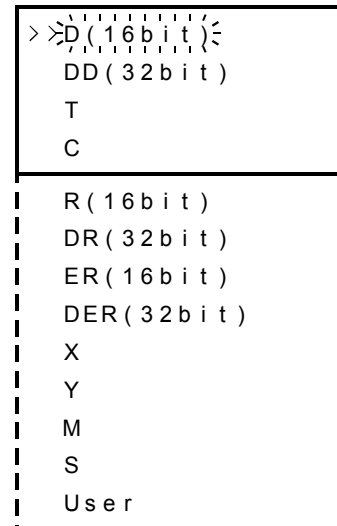 >>D(16bit)
DD(32bit)
T
C
R(16bit)
DR(32bit)
ER(16bit)
DER(32bit)
X
Y
M
S
User